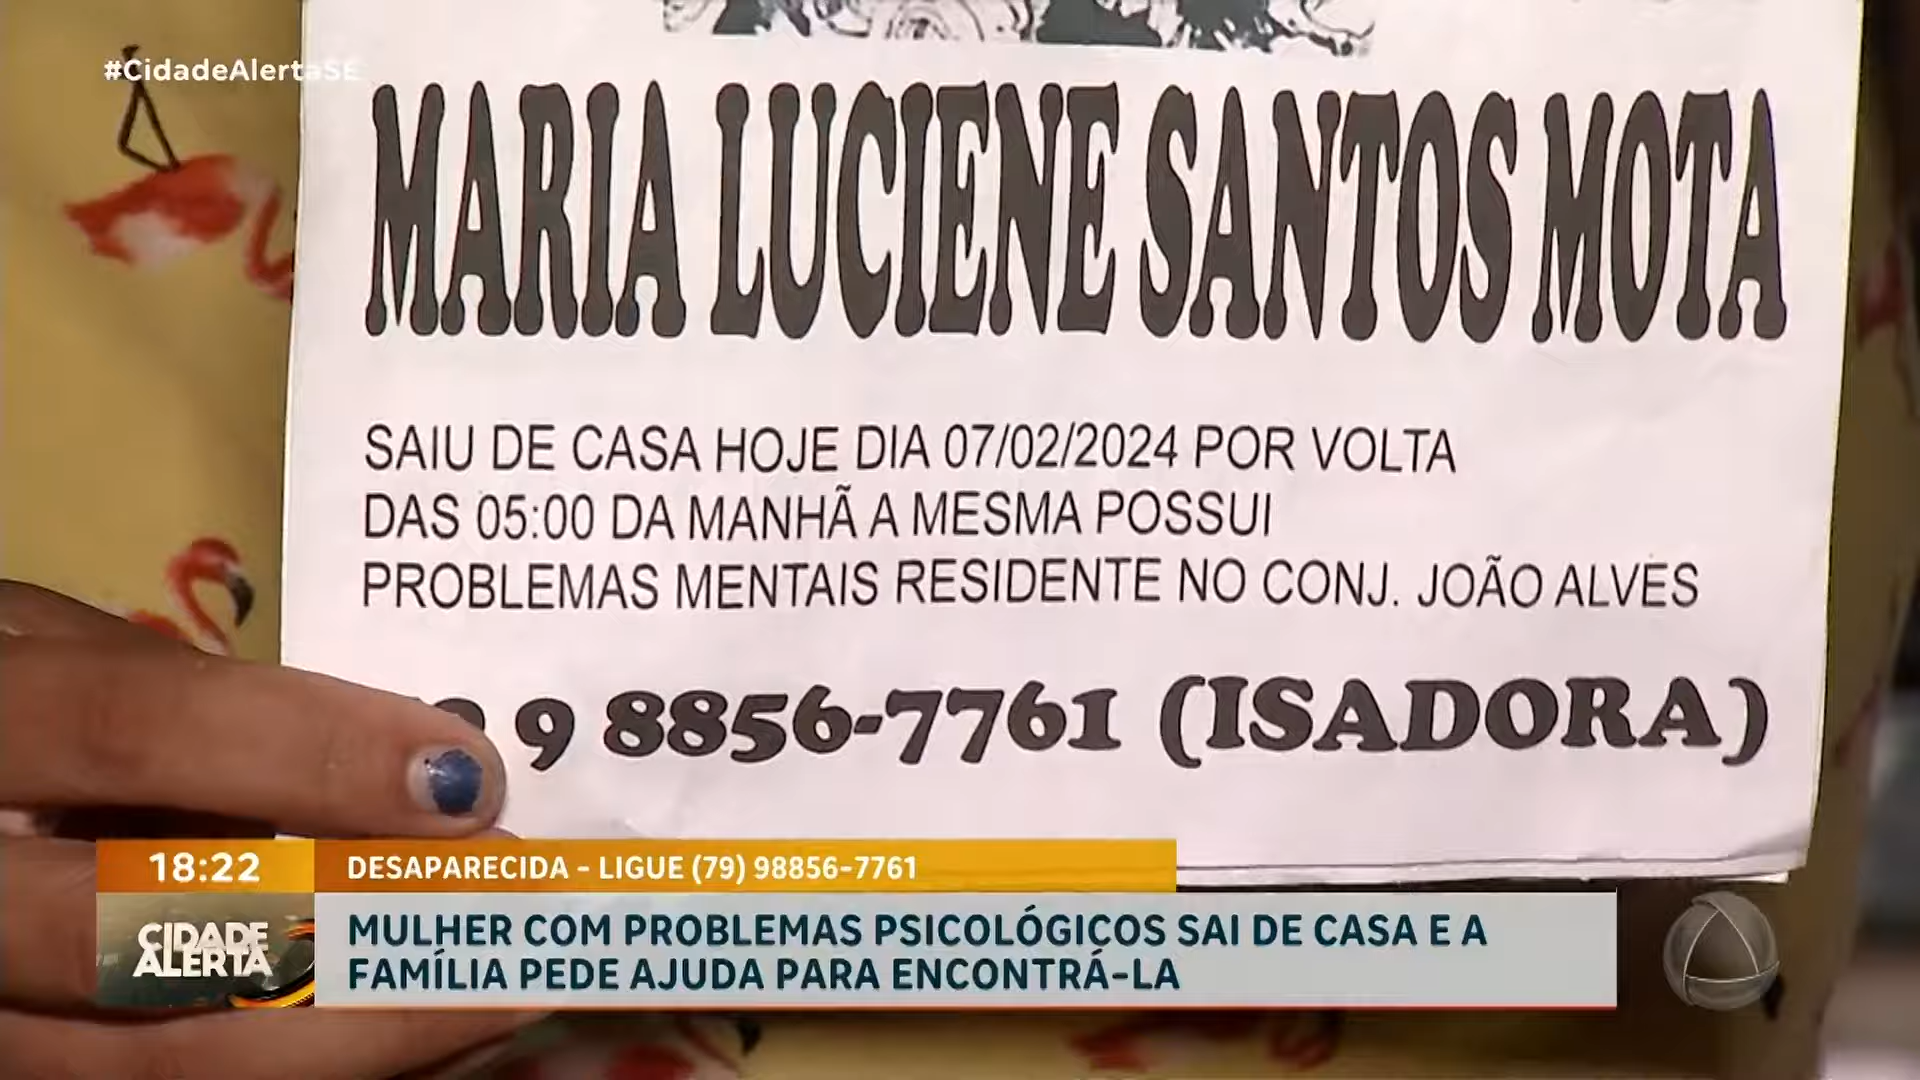 #CidadeAlertaSE
MARIA LUCIENE SANTOS MOTA
SAIU DE CASA HOJE DIA 07/02/2024 POR VOLTA
DAS 05:00 DA MANHÃ A MESMA POSSUI
PROBLEMAS MENTAIS RESIDENTE NO CONJ. JOÃO ALVES
9 8856-7761 (ISADORA)
18:22
DESAPARECIDA - LIGUE (79) 98856-7761
CIDADE
ALERTA
MULHER COM PROBLEMAS PSICOLÓGICOS SAI DE CASA E A
FAMÍLIA PEDE AJUDA PARA ENCONTRÁ-LA